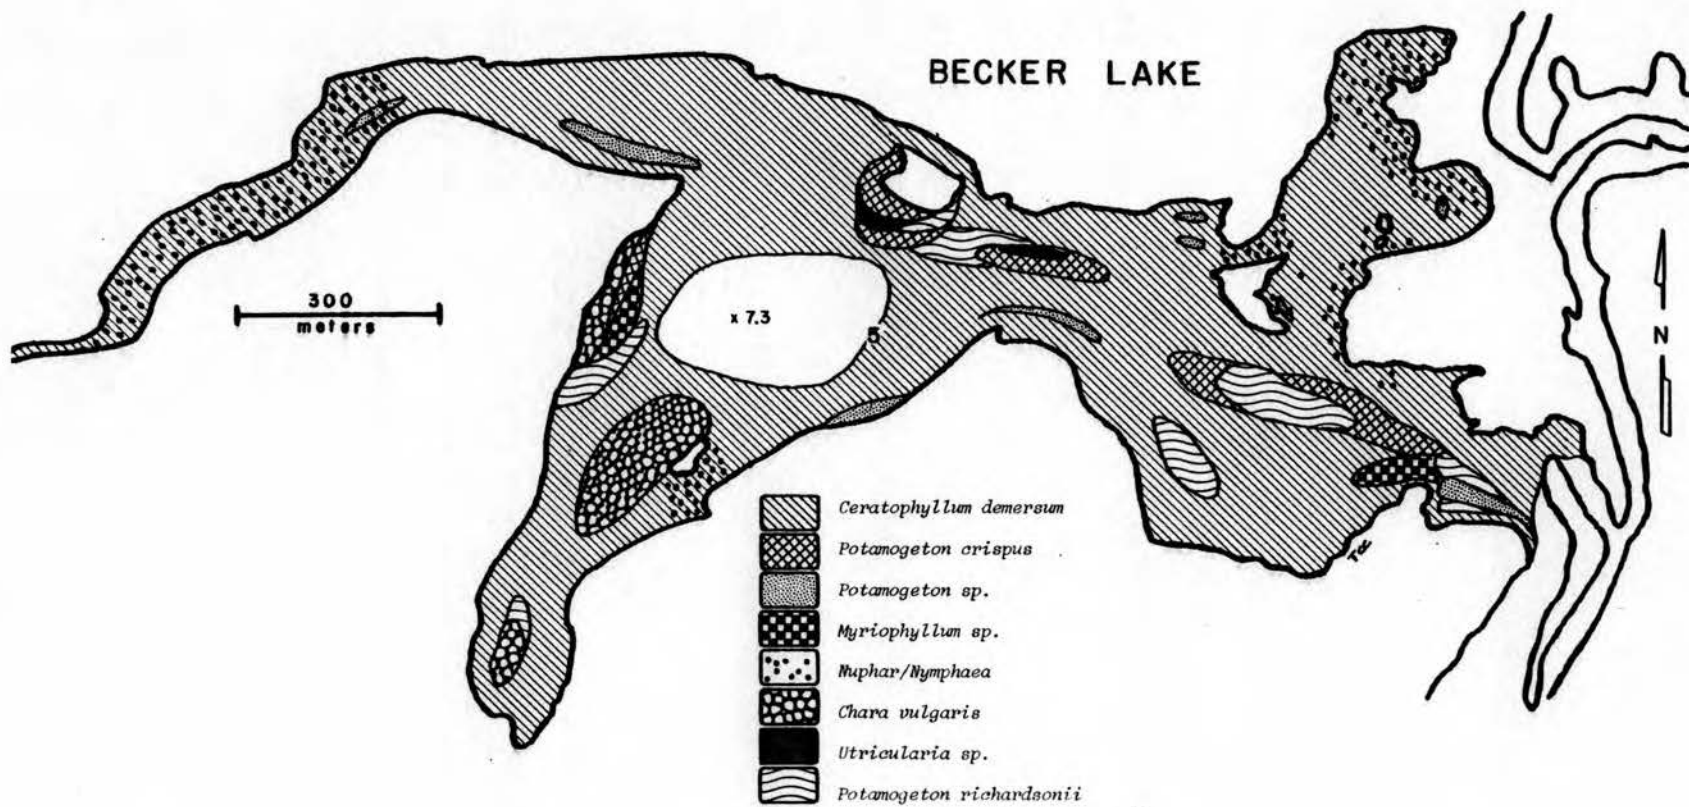 BECKER LAKE
300
meters
x 7.3
5
N
Ceratophyllum demersum
Potamogeton crispus
Potamogeton sp.
Myriophyllum sp.
Nuphar/Nymphaea
Chara vulgaris
Utricularia sp.
Potamogeton richardsonii